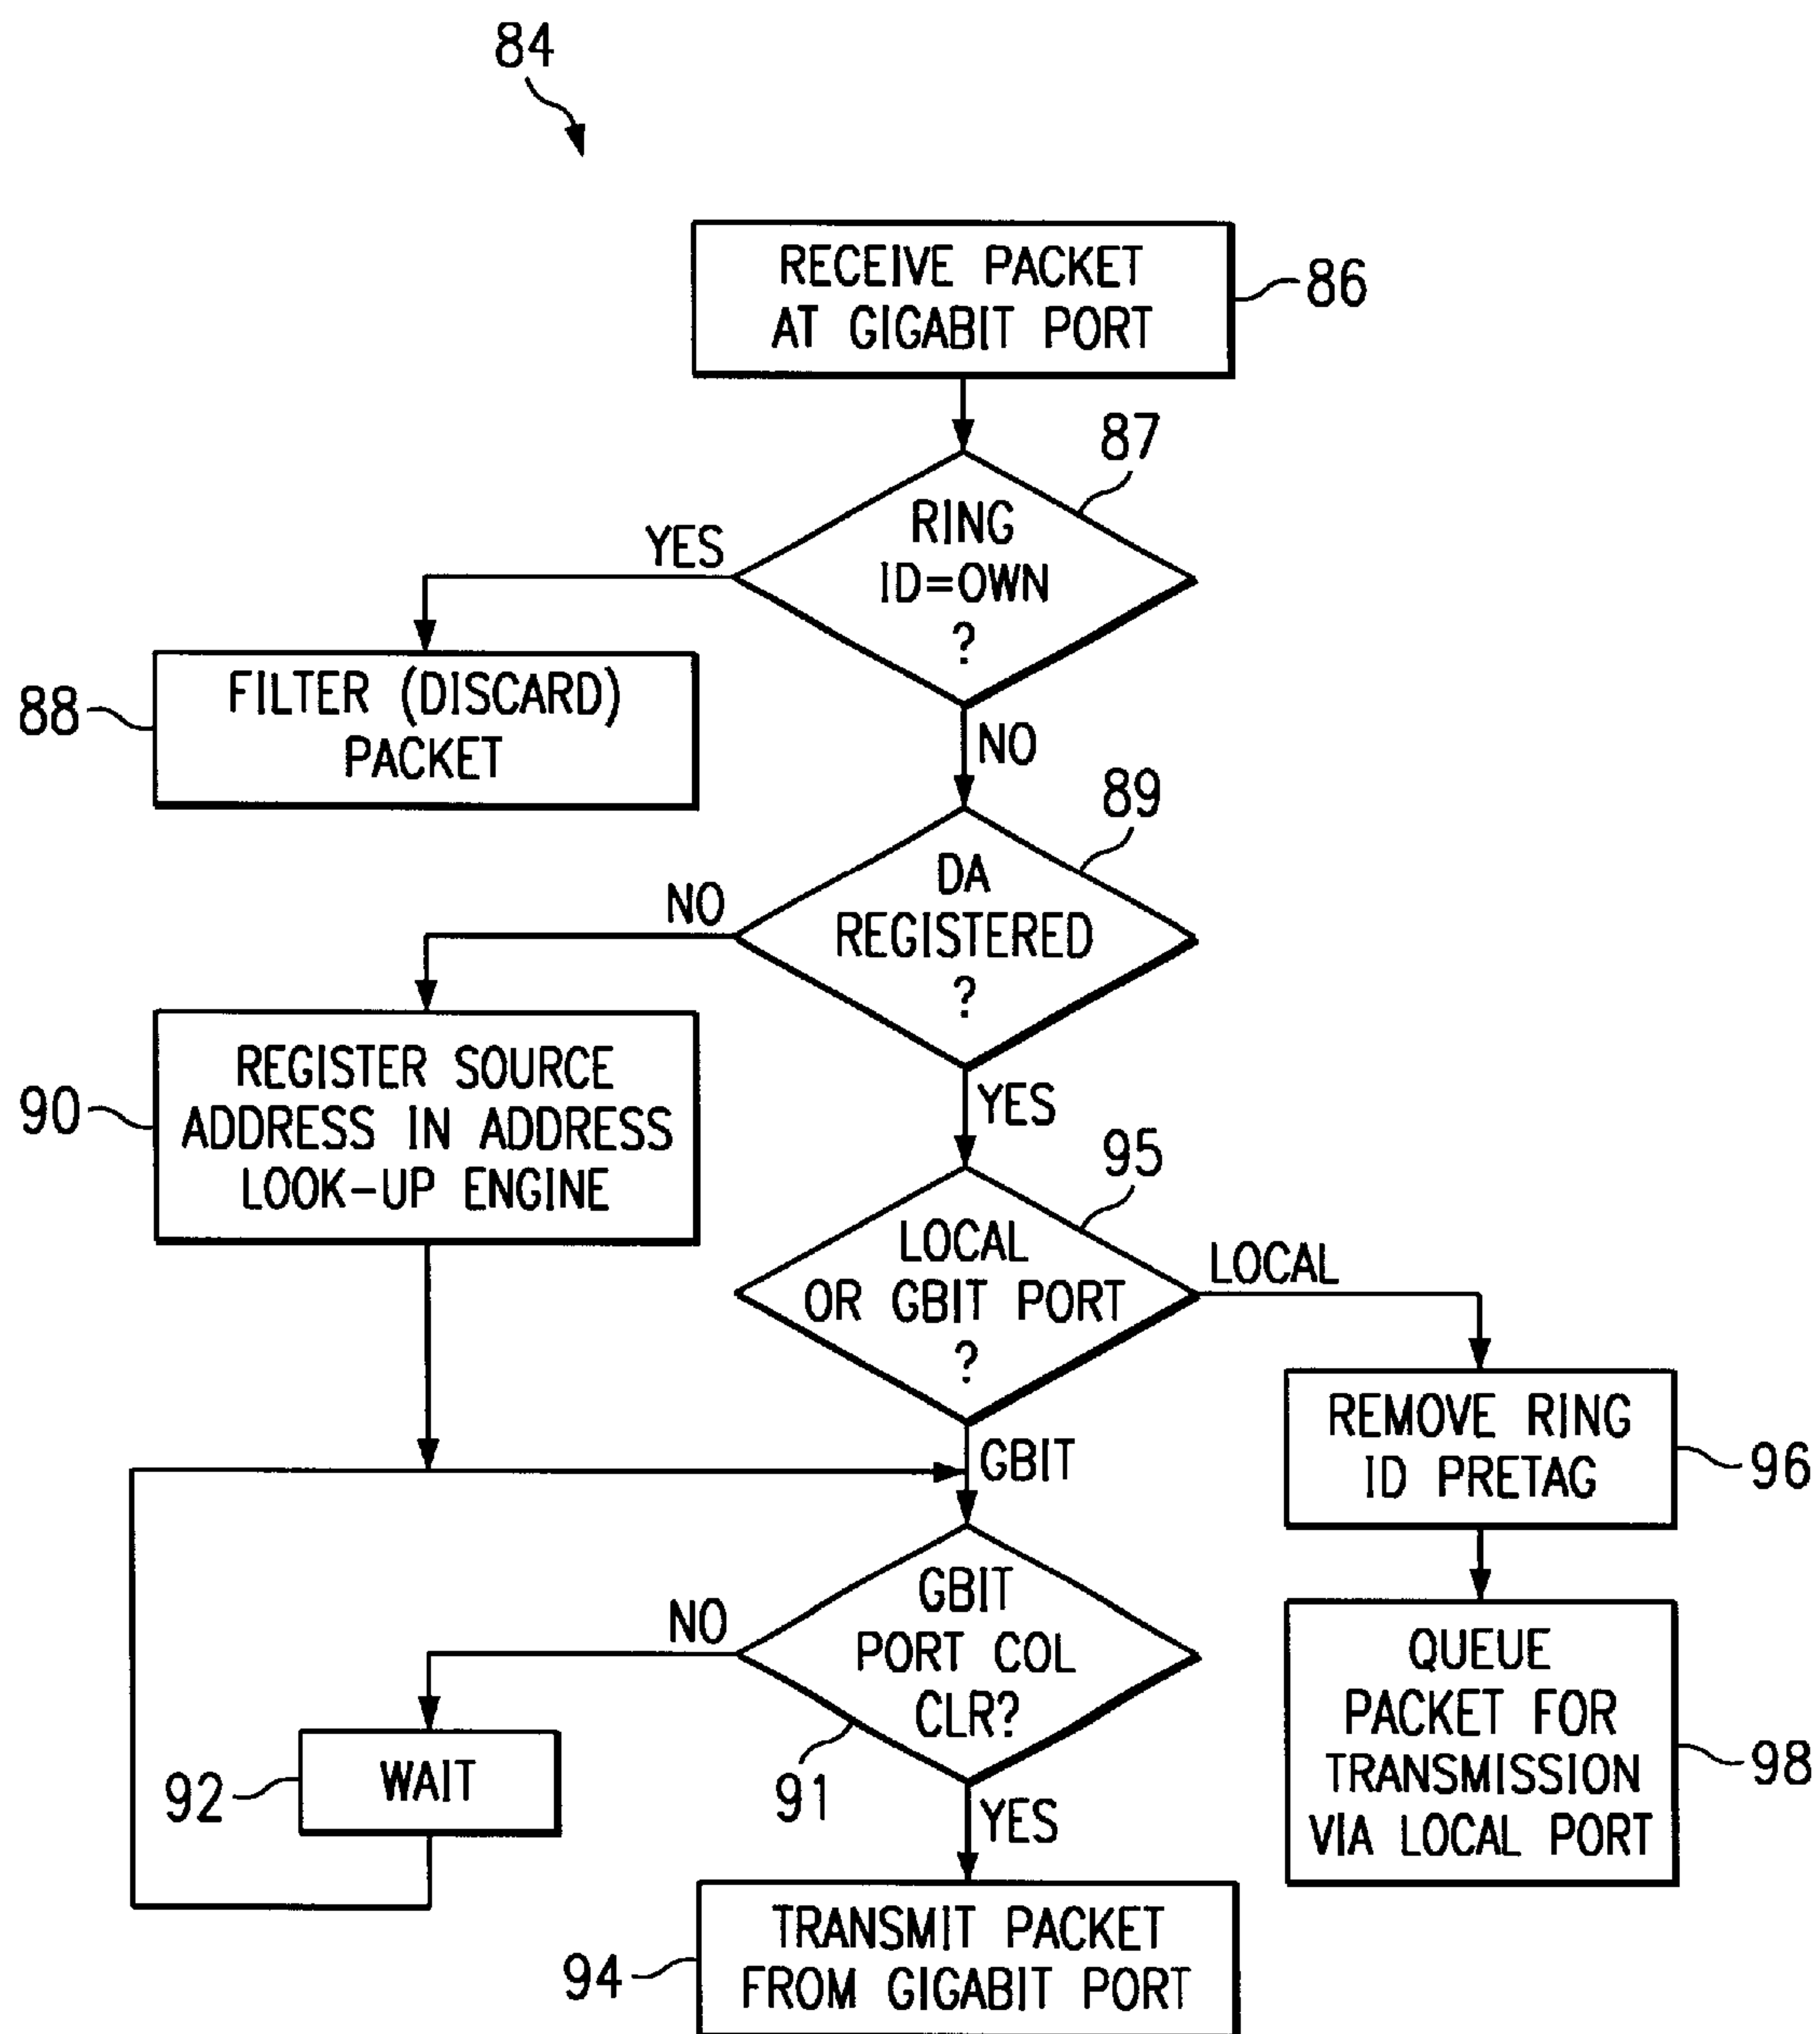 84
RECEIVE PACKET
AT GIGABIT PORT
86
87
RING
ID=OWN
?
YES
88
FILTER (DISCARD)
PACKET
NO
89
DA
REGISTERED
?
NO
90
REGISTER SOURCE
ADDRESS IN ADDRESS
LOOK-UP ENGINE
YES
95
LOCAL
OR GBIT PORT
?
LOCAL
REMOVE RING
ID PRETAG
96
GBIT
GBIT
PORT COL
CLR?
NO
91
92
WAIT
QUEUE
PACKET FOR
TRANSMISSION
VIA LOCAL PORT
98
YES
94
TRANSMIT PACKET
FROM GIGABIT PORT